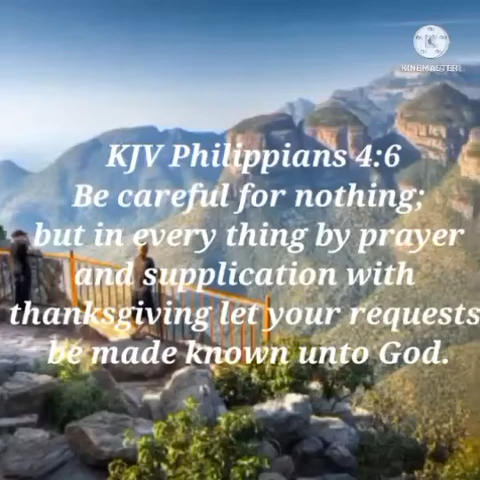 KINEMASTER
KJV Philippians 4:6
Be careful for nothing;
but in every thing by prayer
and supplication with
thanksgiving let your requests
be made known unto God.